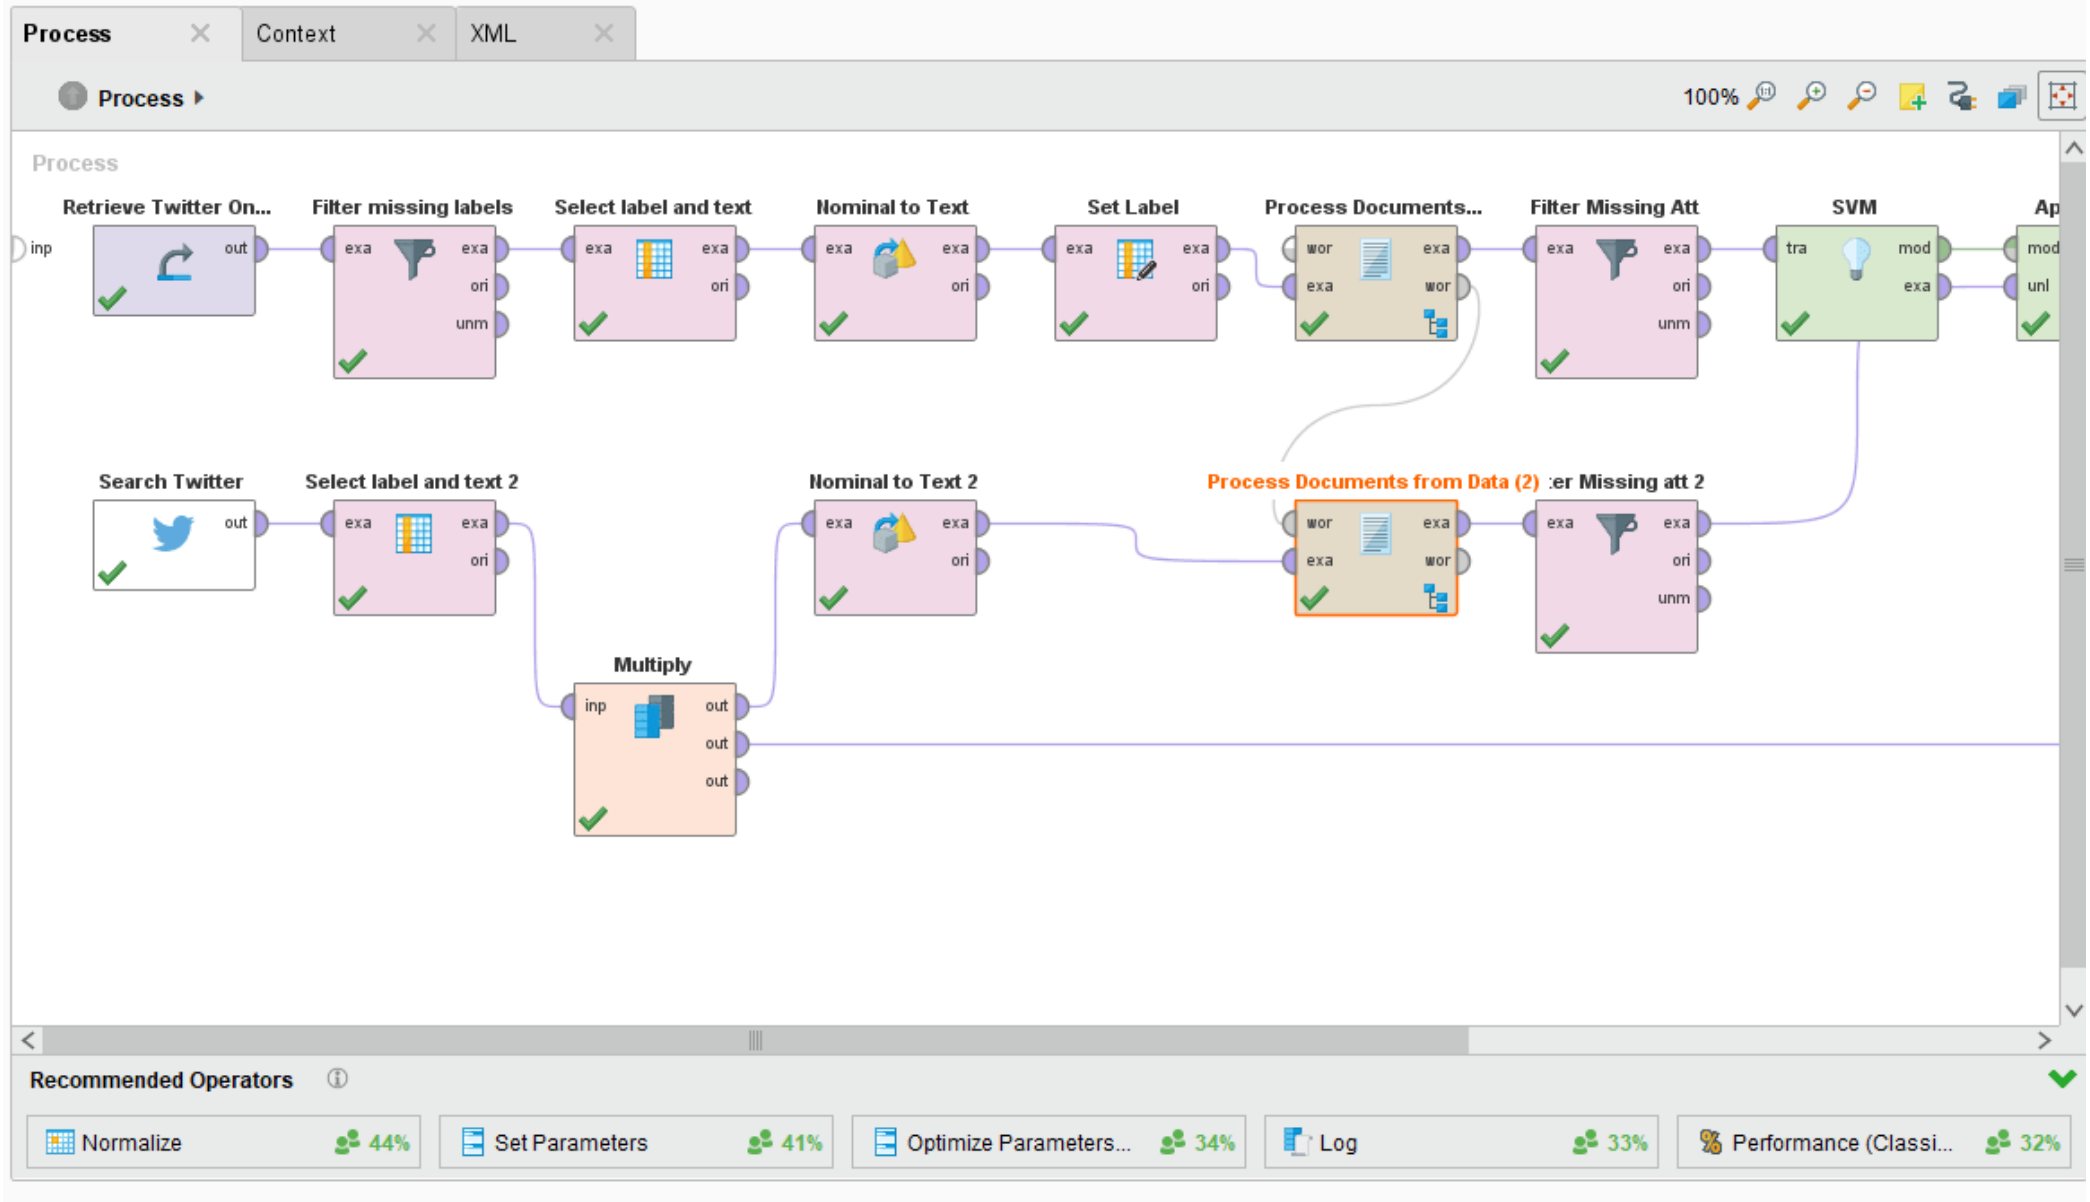 Process Context XML
Process
100%
Process
Retrieve Twitter On... Filter missing labels Select label and text Nominal to Text Set Label Process Documents... Filter Missing Att SVM Ap
inp out exa exa exa exa exa exa exa exa wor exa exa exa tra mod mod
ori ori ori ori exa wor ori exa unl
unm unm
Search Twitter Select label and text 2 Nominal to Text 2 Process Documents from Data (2) :er Missing att 2
out exa exa exa exa wor exa exa exa
ori ori exa wor ori
unm
Multiply
inp out
out
out
Recommended Operators
Normalize 44% Set Parameters 41% Optimize Parameters... 34% Log 33% Performance (Classi... 32%